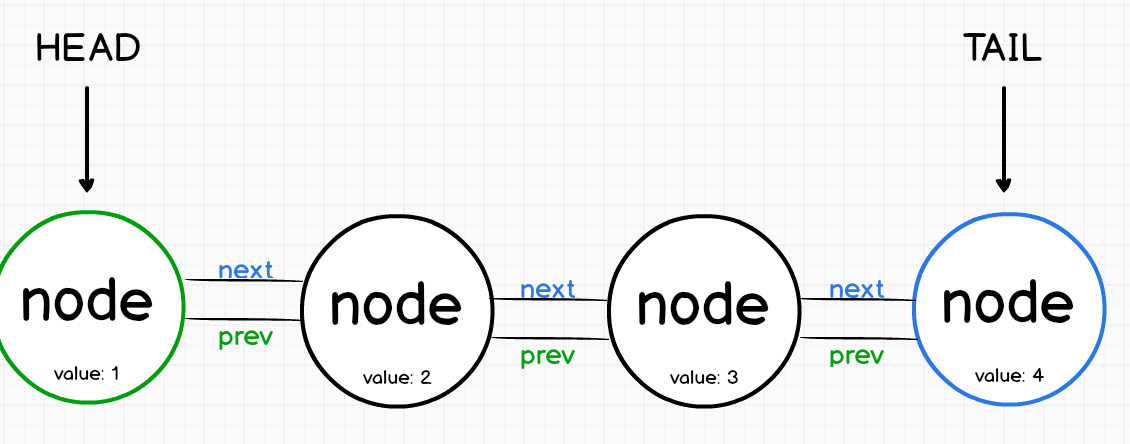 HEAD
TAIL
node
value: 1
next
prev
node
value: 2
next
prev
node
value: 3
next
prev
node
value: 4